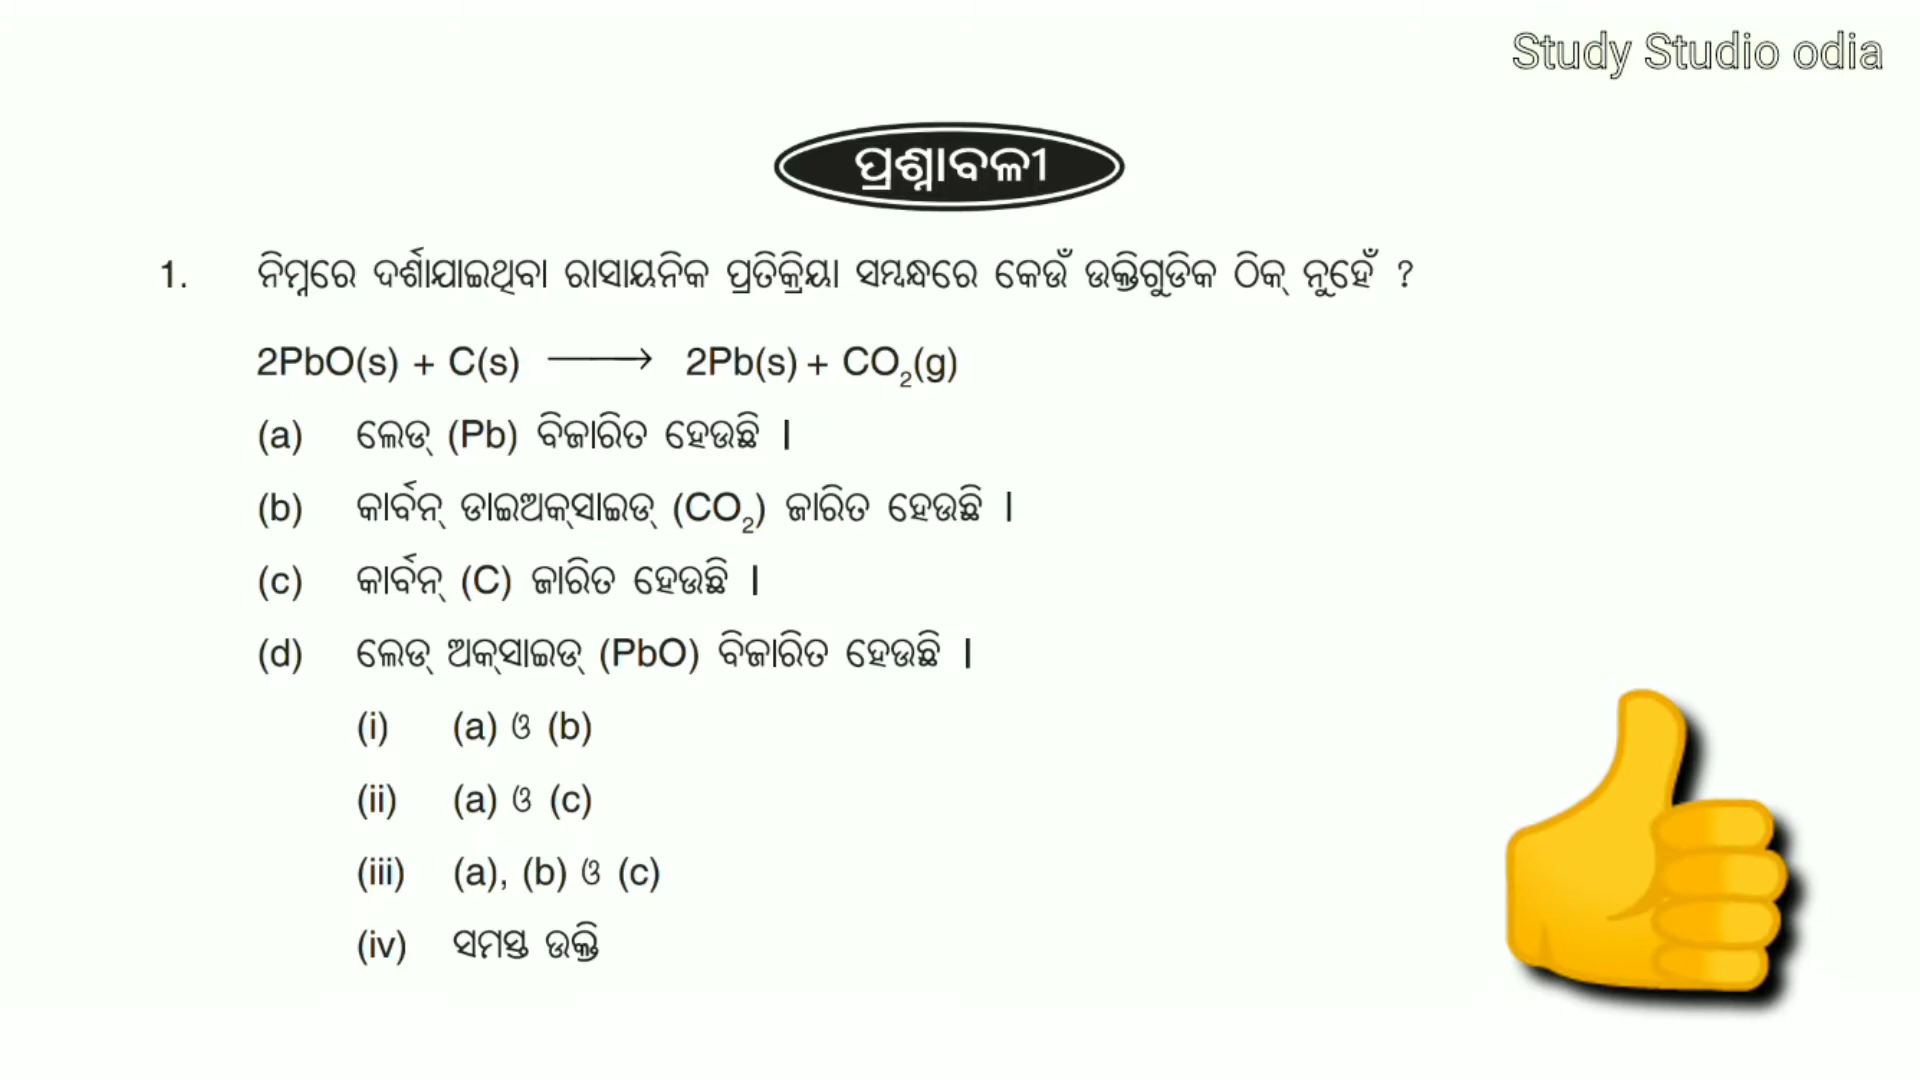 Study Studio odia
ପ୍ରଶ୍ନାବଳୀ
1. ନିମ୍ନରେ ଦର୍ଶାଯାଇଥିବା ରାସାୟନିକ ପ୍ରତିକ୍ରିୟା ସମ୍ବନ୍ଧରେ କେଉଁ ଉକ୍ତିଗୁଡିକ ଠିକ୍ ନୁହେଁ ?
2PbO(s) + C(s) ⟶ 2Pb(s) + CO₂(g)
(a) ଲେଡ୍ (Pb) ବିଜାରିତ ହେଉଛି ।
(b) କାର୍ବନ୍ ଡାଇଅକ୍‌ସାଇଡ୍ (CO₂) ଜାରିତ ହେଉଛି ।
(c) କାର୍ବନ୍ (C) ଜାରିତ ହେଉଛି ।
(d) ଲେଡ୍ ଅକ୍‌ସାଇଡ୍ (PbO) ବିଜାରିତ ହେଉଛି ।
(i) (a) ଓ (b)
(ii) (a) ଓ (c)
(iii) (a), (b) ଓ (c)
(iv) ସମସ୍ତ ଉକ୍ତି